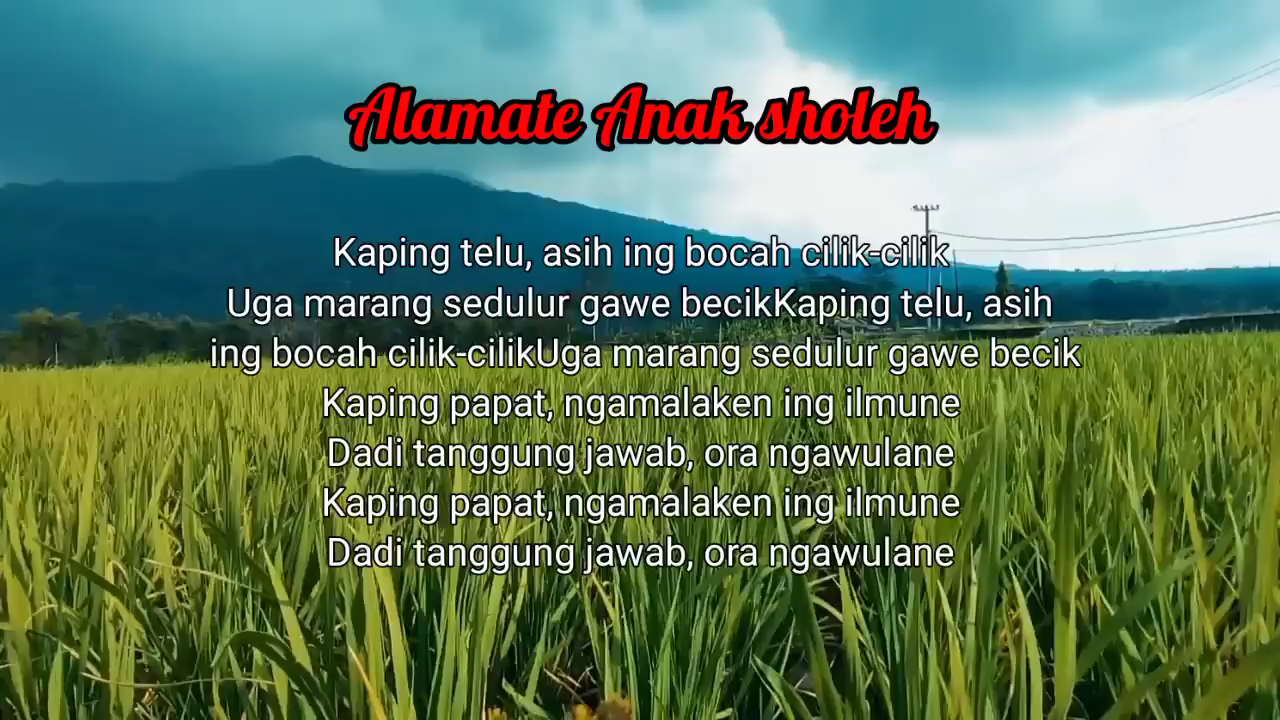 Alamate Anak sholeh
Kaping telu, asih ing bocah cilik-cilik
Uga marang sedulur gawe becikKaping telu, asih
ing bocah cilik-cilikUga marang sedulur gawe becik
Kaping papat, ngamalaken ing ilmune
Dadi tanggung jawab, ora ngawulane
Kaping papat, ngamalaken ing ilmune
Dadi tanggung jawab, ora ngawulane